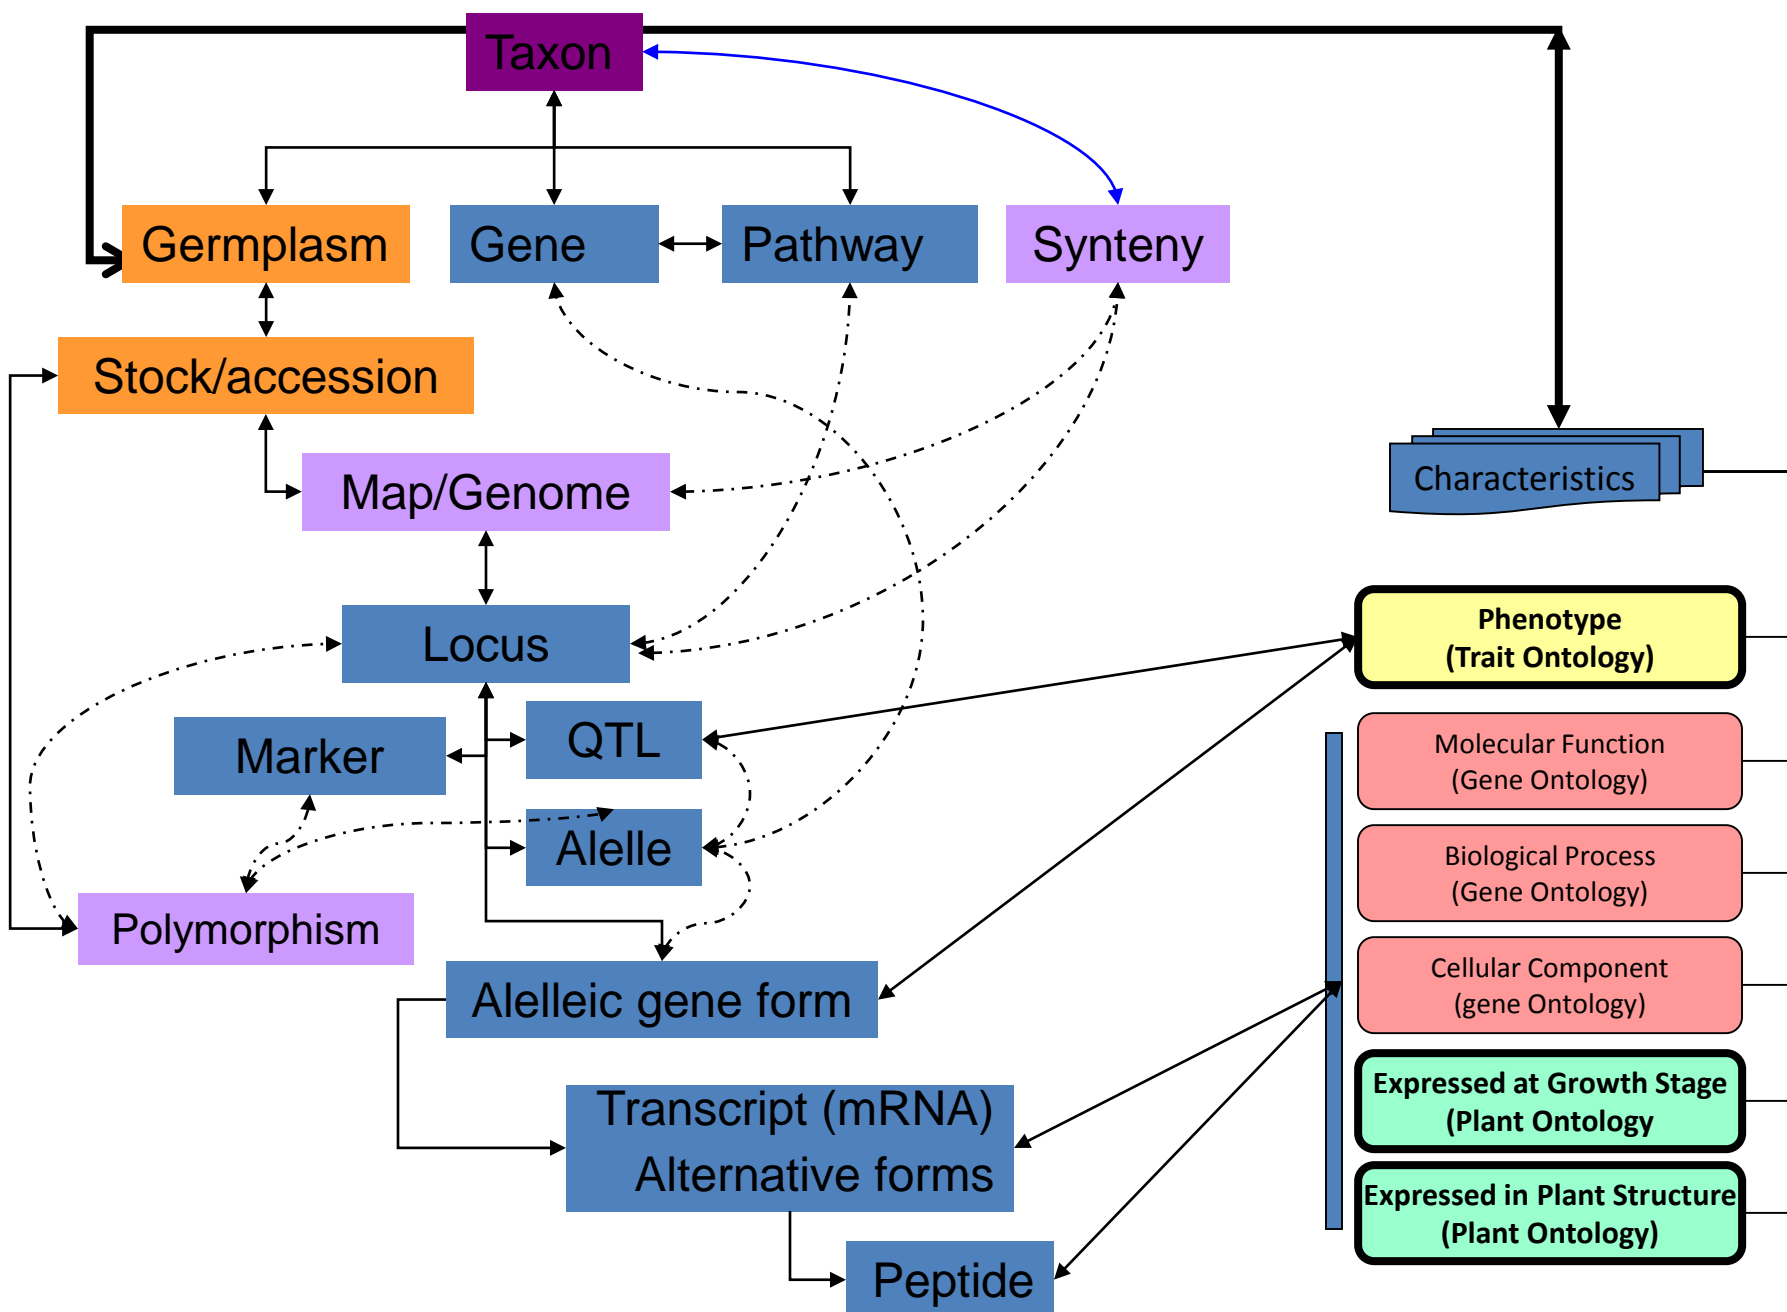 Taxon
Germplasm
Gene
Pathway
Synteny
Stock/accession
Map/Genome
Characteristics
Locus
Phenotype
(Trait Ontology)
Marker
QTL
Molecular Function
(Gene Ontology)
Alelle
Biological Process
(Gene Ontology)
Polymorphism
Alelleic gene form
Cellular Component
(gene Ontology)
Transcript (mRNA)
Alternative forms
Expressed at Growth Stage
(Plant Ontology
Expressed in Plant Structure
(Plant Ontology)
Peptide